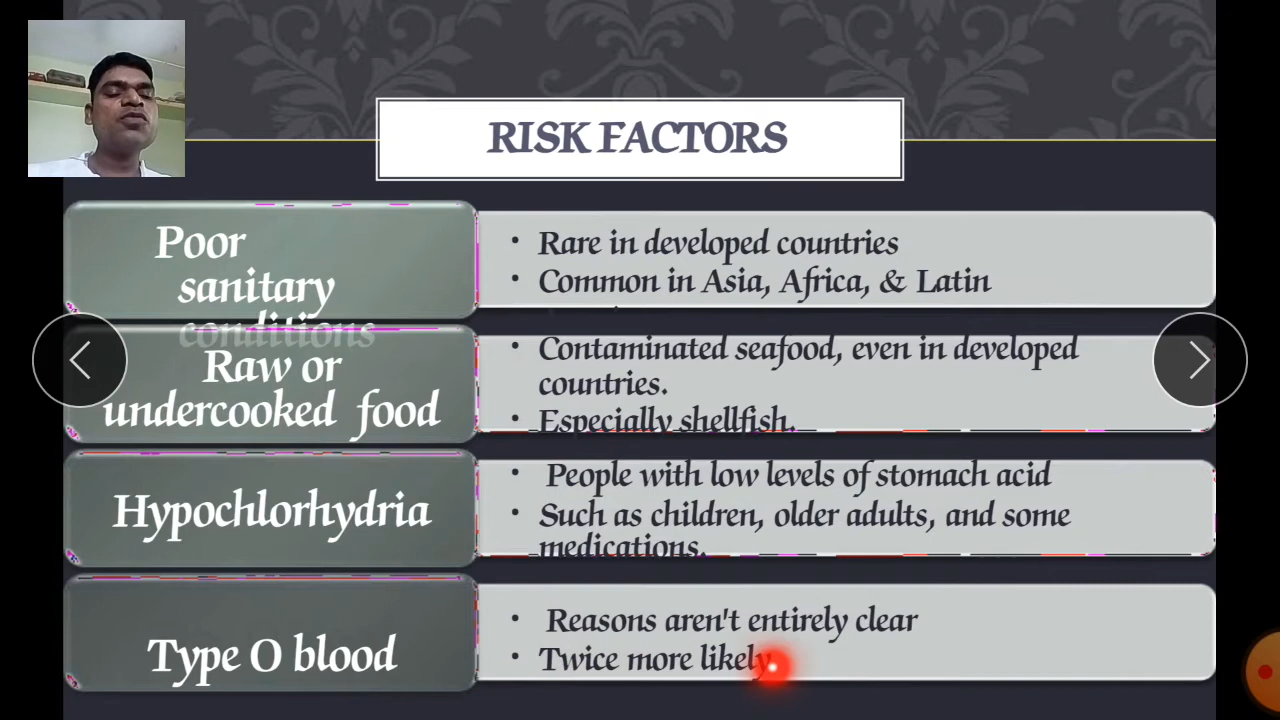 RISK FACTORS
Poor
sanitary
conditions
• Rare in developed countries
• Common in Asia, Africa, & Latin
Raw or
undercooked food
• Contaminated seafood, even in developed
countries.
• Especially shellfish.
Hypochlorhydria
• People with low levels of stomach acid
• Such as children, older adults, and some
medications.
Type O blood
• Reasons aren't entirely clear
• Twice more likely.